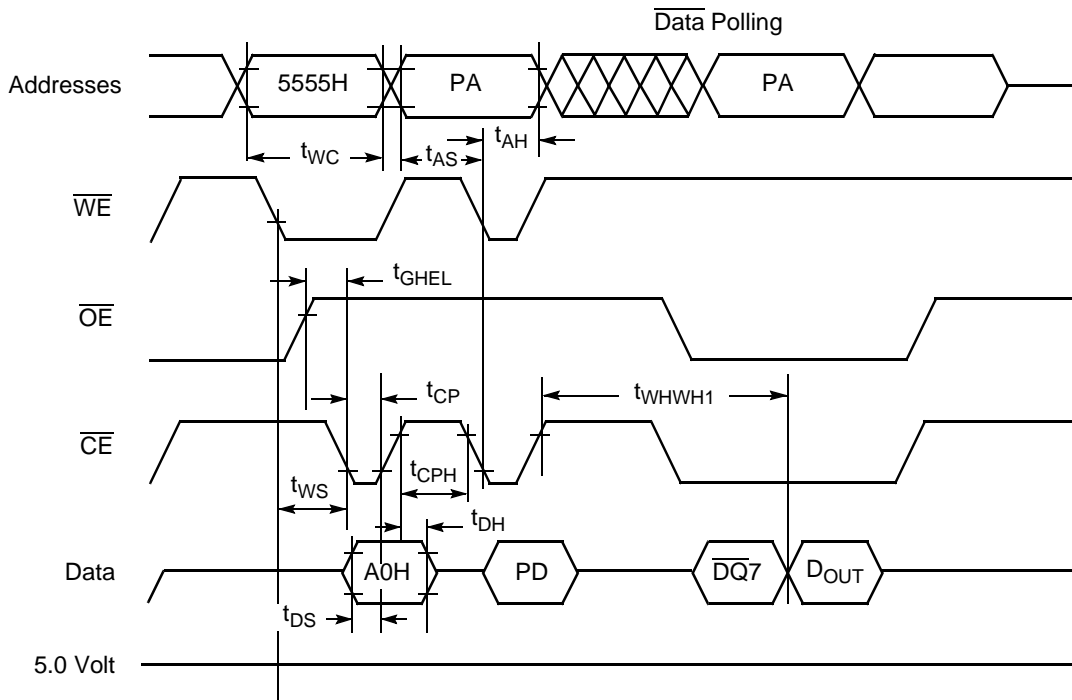 Data Polling
Addresses
5555H
PA
PA
tWC
tAS
tAH
WE
tGHEL
OE
tCP
tWHWH1
CE
tWS
tCPH
tDH
Data
A0H
PD
DQ7
DOUT
tDS
5.0 Volt